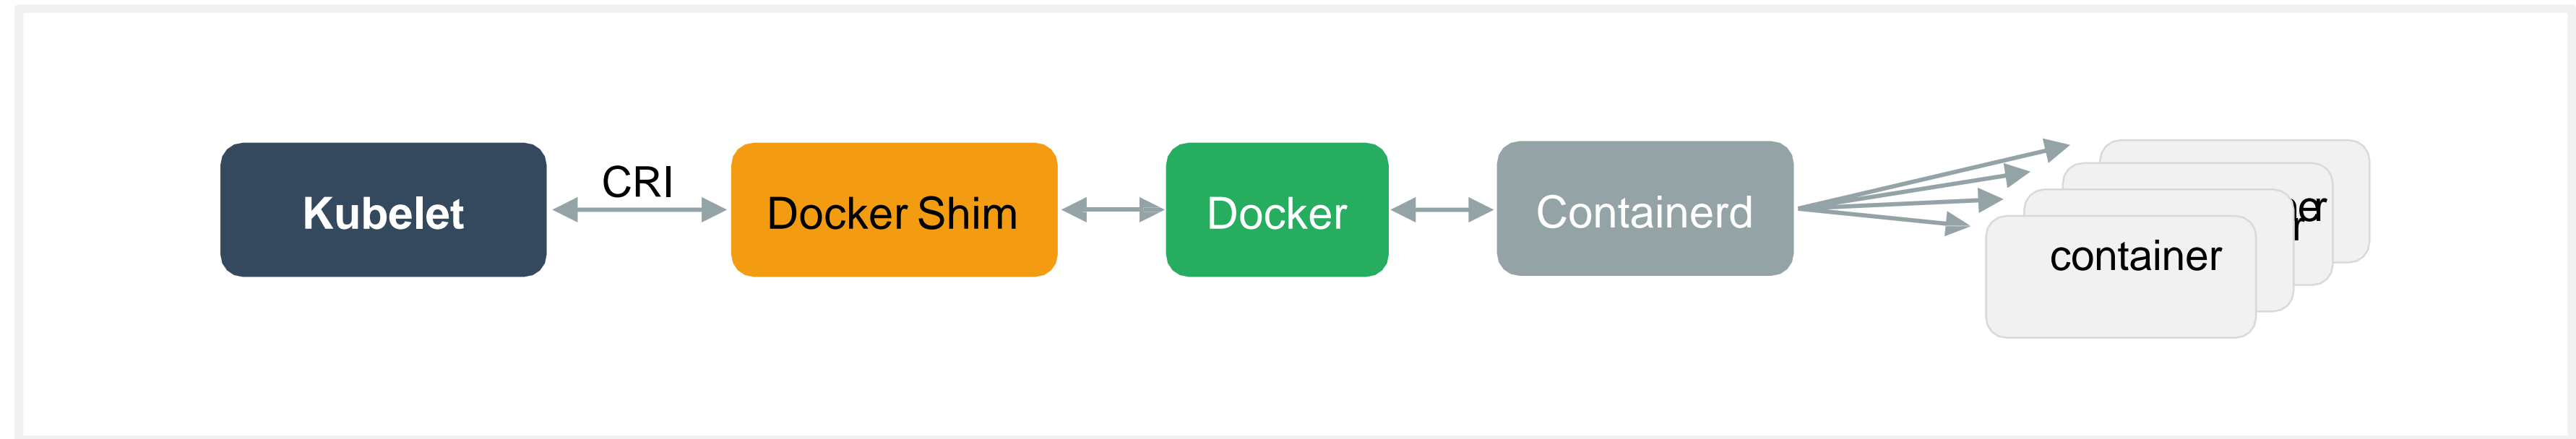 CRI
Kubelet
Docker Shim
Docker
Containerd
container